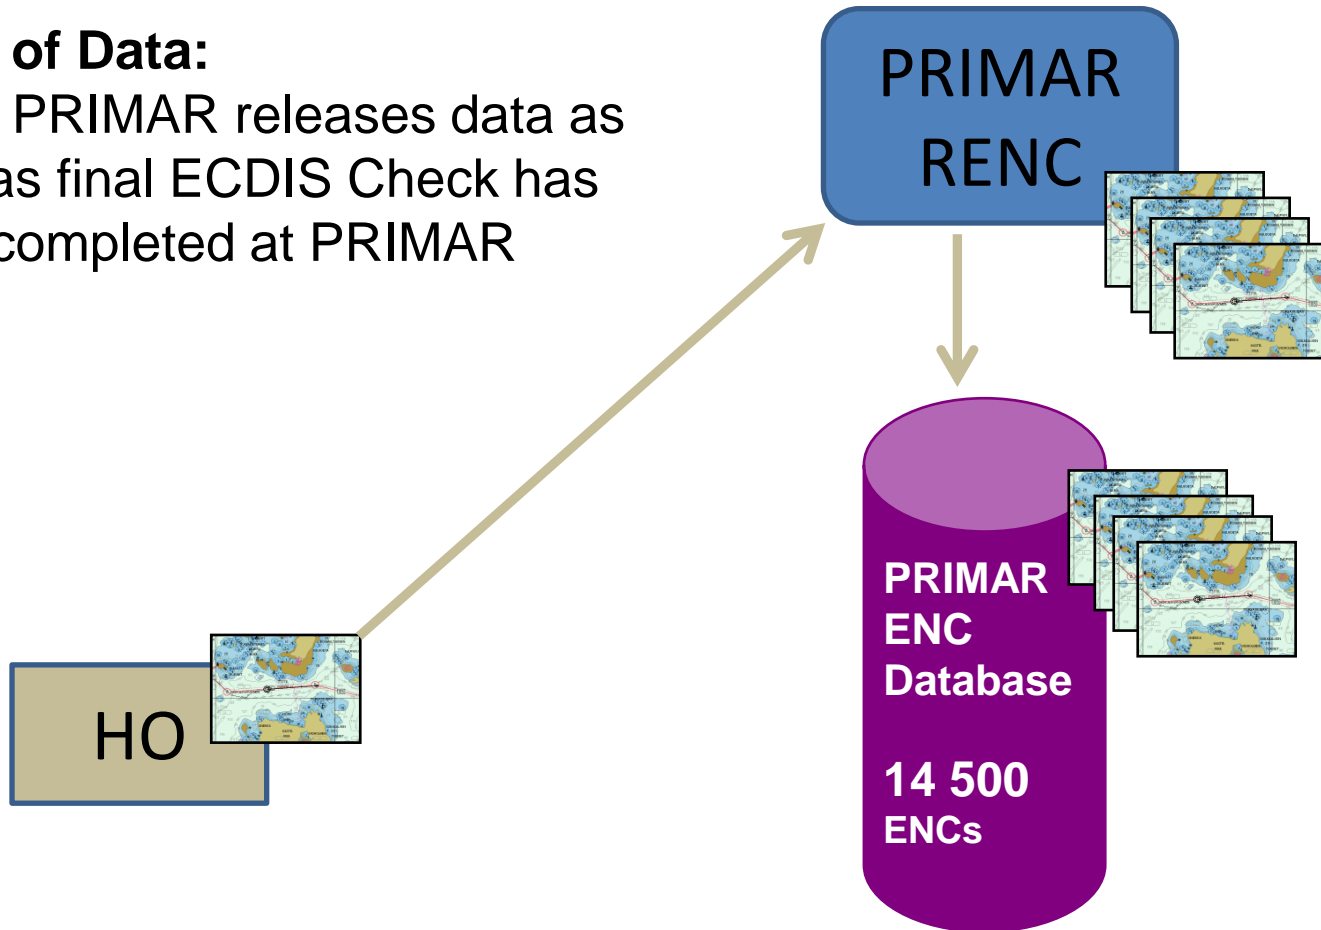 of Data:
PRIMAR releases data as
as final ECDIS Check has
completed at PRIMAR
PRIMAR
RENC
HO
PRIMAR
ENC
Database
14 500
ENCs